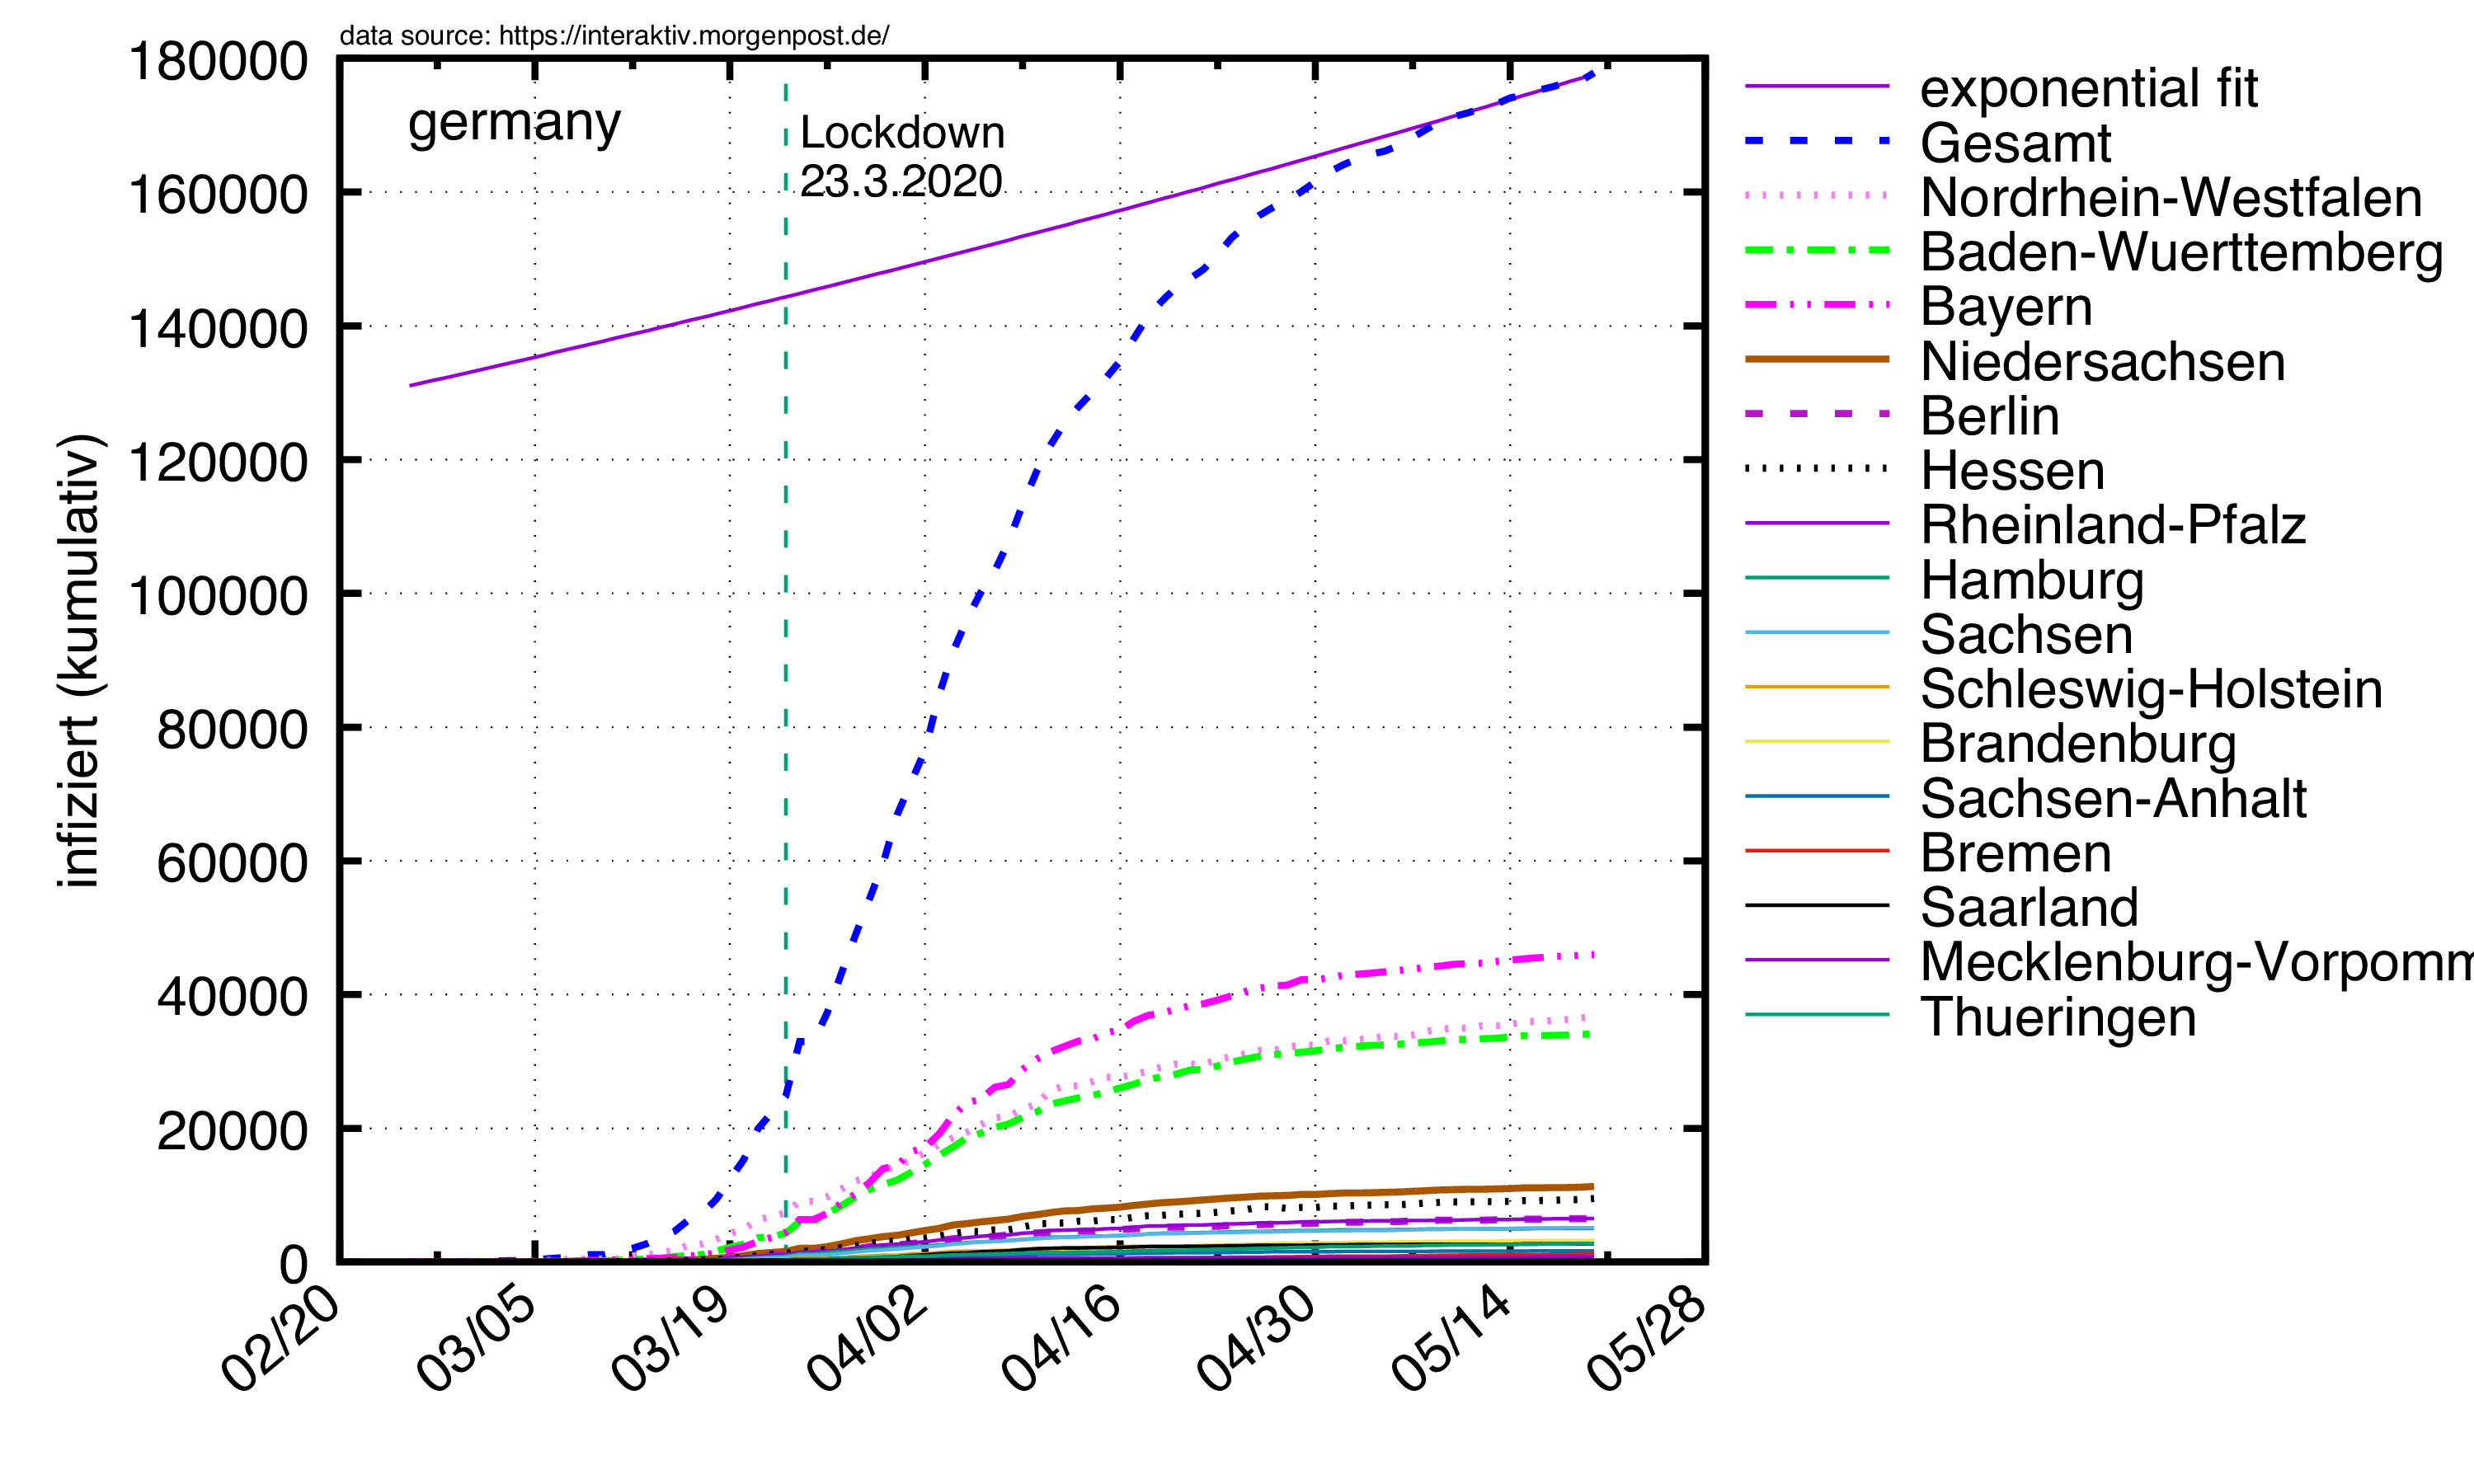 data source: https://interaktiv.morgenpost.de/
180000
160000
140000
120000
100000
80000
60000
40000
20000
0
infiziert (kumulativ)
germany
Lockdown
23.3.2020
02/20
03/05
03/19
04/02
04/16
04/30
05/14
05/28
exponential fit
Gesamt
Nordrhein-Westfalen
Baden-Wuerttemberg
Bayern
Niedersachsen
Berlin
Hessen
Rheinland-Pfalz
Hamburg
Sachsen
Schleswig-Holstein
Brandenburg
Sachsen-Anhalt
Bremen
Saarland
Mecklenburg-Vorpomm
Thueringen